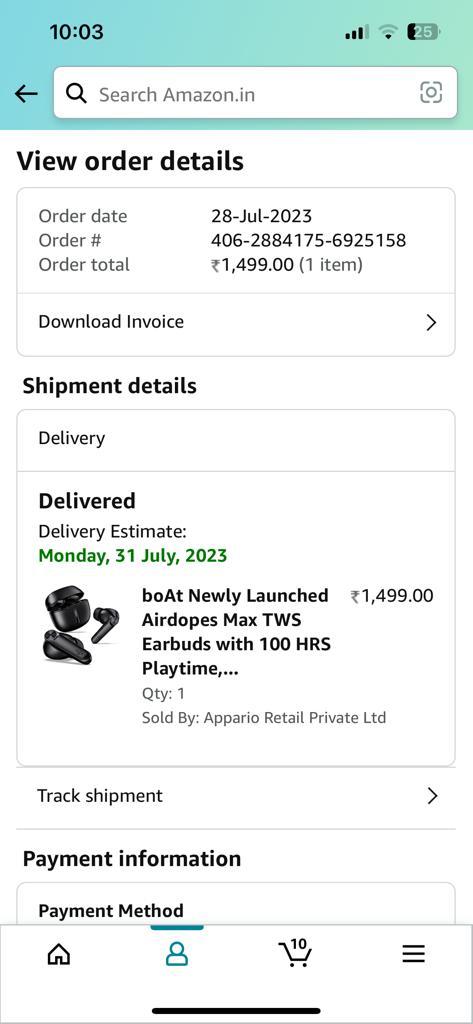 10:03
25
Search Amazon.in
View order details
Order date 28-Jul-2023
Order # 406-2884175-6925158
Order total ₹1,499.00 (1 item)
Download Invoice
Shipment details
Delivery
Delivered
Delivery Estimate:
Monday, 31 July, 2023
boAt Newly Launched ₹1,499.00
Airdopes Max TWS
Earbuds with 100 HRS
Playtime,...
Qty: 1
Sold By: Appario Retail Private Ltd
Track shipment
Payment information
Payment Method
10